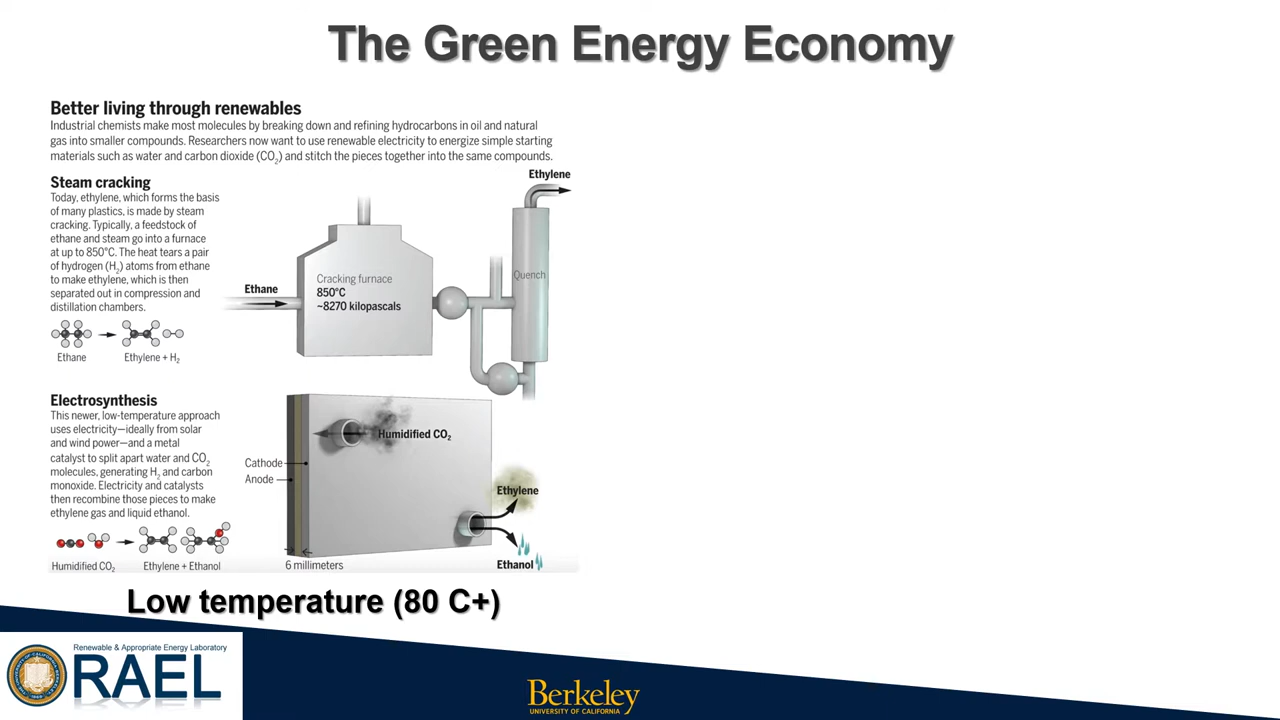 The Green Energy Economy
Better living through renewables
Industrial chemists make most molecules by breaking down and refining hydrocarbons in oil and natural
gas into smaller compounds. Researchers now want to use renewable electricity to energize simple starting
materials such as water and carbon dioxide (CO₂) and stitch the pieces together into the same compounds.
Steam cracking
Today, ethylene, which forms the basis
of many plastics, is made by steam
cracking. Typically, a feedstock of
ethane and steam go into a furnace
at up to 850°C. The heat tears a pair
of hydrogen (H₂) atoms from ethane
to make ethylene, which is then
separated out in compression and
distillation chambers.
Ethane
Ethylene + H₂
Ethane
Cracking furnace
850°C
~8270 kilopascals
Quench
Ethylene
Electrosynthesis
This newer, low-temperature approach
uses electricity—ideally from solar
and wind power—and a metal
catalyst to split apart water and CO₂
molecules, generating H₂ and carbon
monoxide. Electricity and catalysts
then recombine those pieces to make
ethylene gas and liquid ethanol.
Humidified CO₂
Ethylene + Ethanol
Cathode
Anode
Humidified CO₂
Ethylene
Ethanol
6 millimeters
Low temperature (80 C+)
Renewable & Appropriate Energy Laboratory
RAEL
Berkeley
UNIVERSITY OF CALIFORNIA